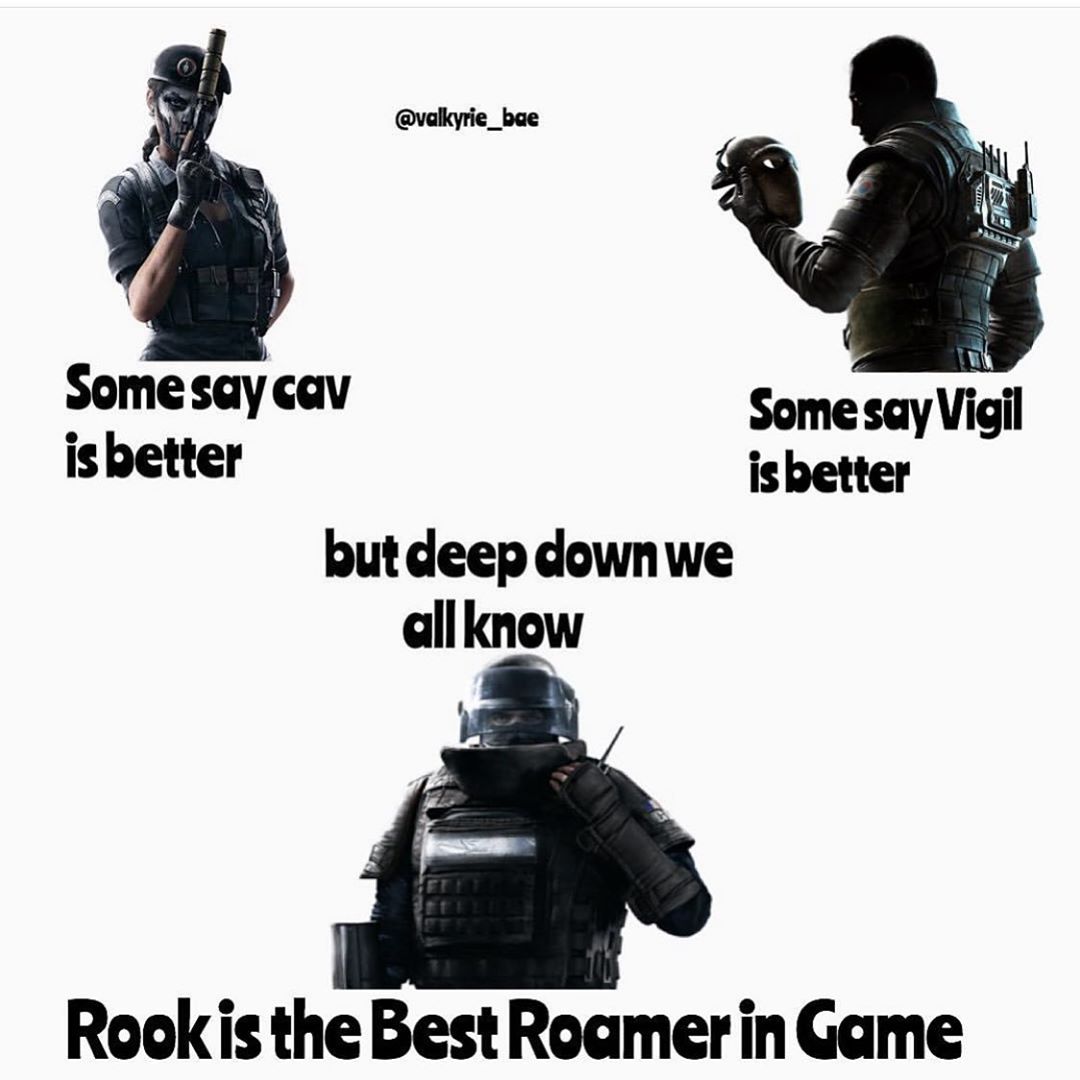 @valkyrie_bae
Some say cav
is better
Some say Vigil
is better
but deep down we
all know
Rook is the Best Roamer in Game